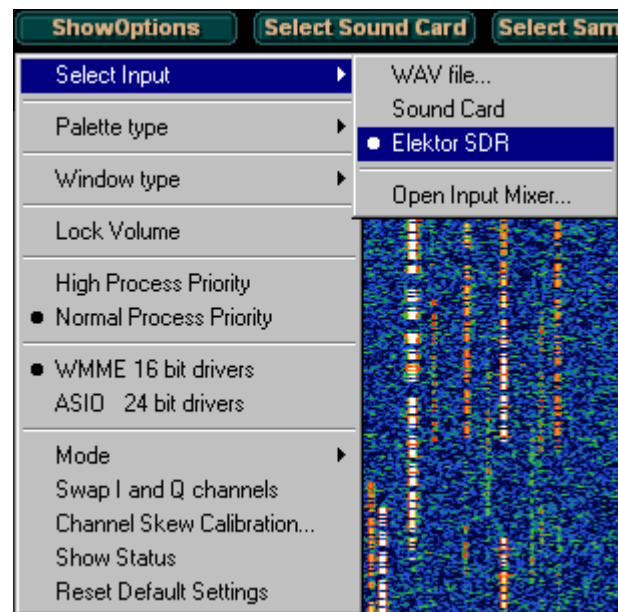 ShowOptions
Select Sound Card
Select Sam
Select Input
WAV file...
Sound Card
Elektor SDR
Open Input Mixer...
Palette type
Window type
Lock Volume
High Process Priority
Normal Process Priority
WMME 16 bit drivers
ASIO 24 bit drivers
Mode
Swap I and Q channels
Channel Skew Calibration...
Show Status
Reset Default Settings